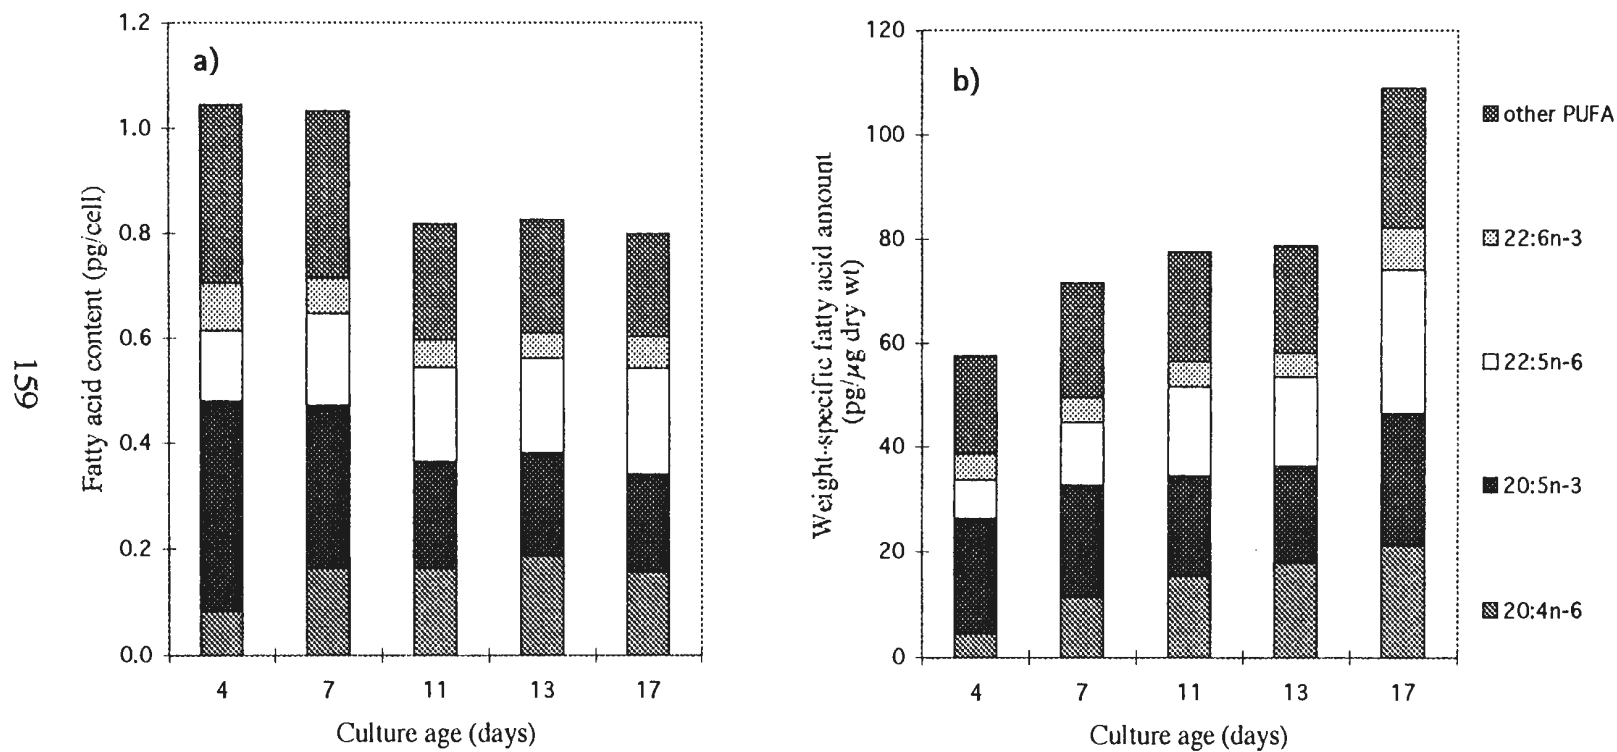 159
a)
Fatty acid content (pg/cell)
1.2
1.0
0.8
0.6
0.4
0.2
0.0
4 7 11 13 17
Culture age (days)
b)
Weight-specific fatty acid amount
(pg/µg dry wt)
120
100
80
60
40
20
0
4 7 11 13 17
Culture age (days)
other PUFA
22:6n-3
22:5n-6
20:5n-3
20:4n-6